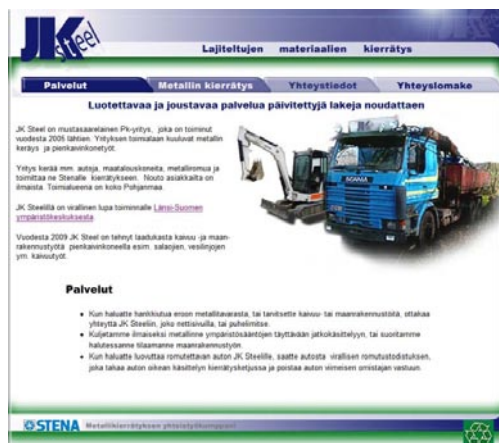 JK steel
Lajiteltujen materiaalien kierrätys
Palvelut Metallin kierrätys Yhteystiedot Yhteyslomake
Luotettavaa ja joustavaa palvelua päivitettyjä lakeja noudattaen
JK Steel on mustasaarelainen Pk-yritys, joka on toiminut
vuodesta 2005 lähtien. Yrityksen toimialaan kuuluvat metallin
keräys ja pienkaivinkonetyöt.
Yritys kerää mm. autoja, maatalouskoneita, metalliromua ja
toimittaa ne Stenalle kierrätykseen. Nouto asiakkailta on
ilmaista. Toimialueena on koko Pohjanmaa.
JK Steelillä on virallinen lupa toiminnalle Länsi-Suomen
ympäristökeskuksesta.
Vuodesta 2009 JK Steel on tehnyt laadukasta kaivuu -ja maan-
rakennustyötä pienkaivinkoneella esim. salaojien, vesilinjojen
ym. kaivuutyöt.
SCANIA
Palvelut
Kun haluatte hankkiutua eroon metallitavarasta, tai tarvitsette kaivuu- tai maanrakennustöitä, ottakaa
yhteyttä JK Steeliin, joko nettisivuilla, tai puhelimitse.
Kuljetamme ilmaiseksi metallinne ympäristösääntöjen täyttävään jatkokäsittelyyn, tai suoritamme
halutessanne tilaamanne maanrakennustyön.
Kun haluatte luovuttaa romutettavan auton JK Steelille, saatte autosta virallisen romutustodistuksen,
joka takaa auton oikean käsittelyn kierrätysketjussa ja poistaa auton viimeisen omistajan vastuun.
STENA Metallikierrätyksen yhteistyökumppani